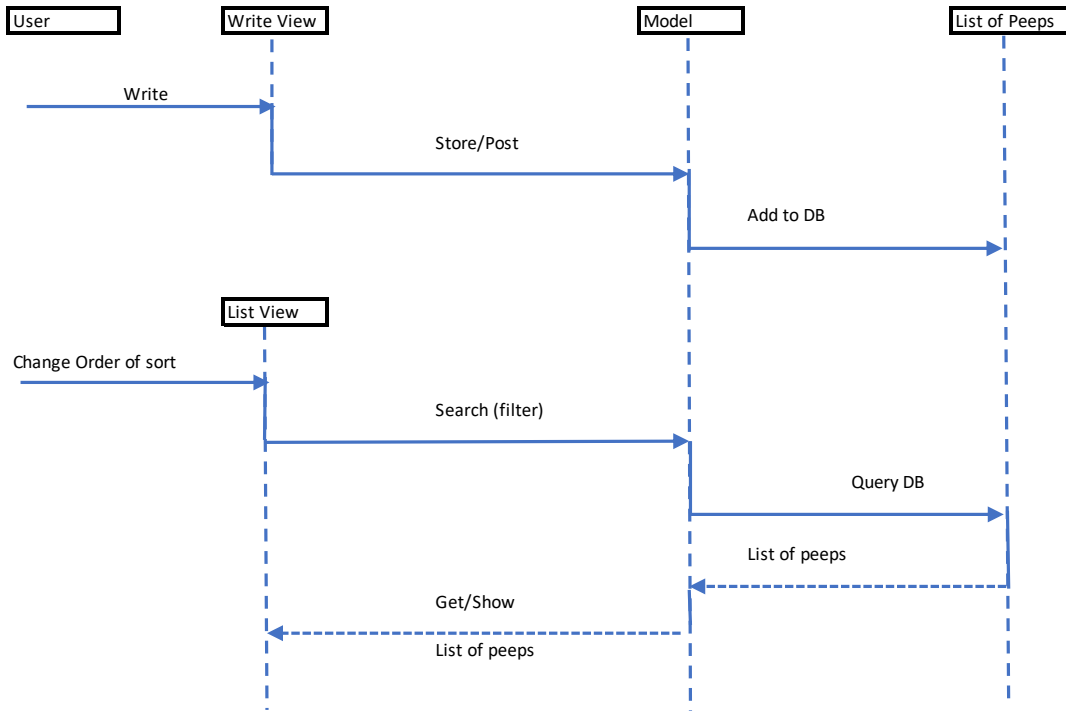 User
Write View
Model
List of Peeps
Write
Store/Post
Add to DB
List View
Change Order of sort
Search (filter)
Query DB
List of peeps
Get/Show
List of peeps